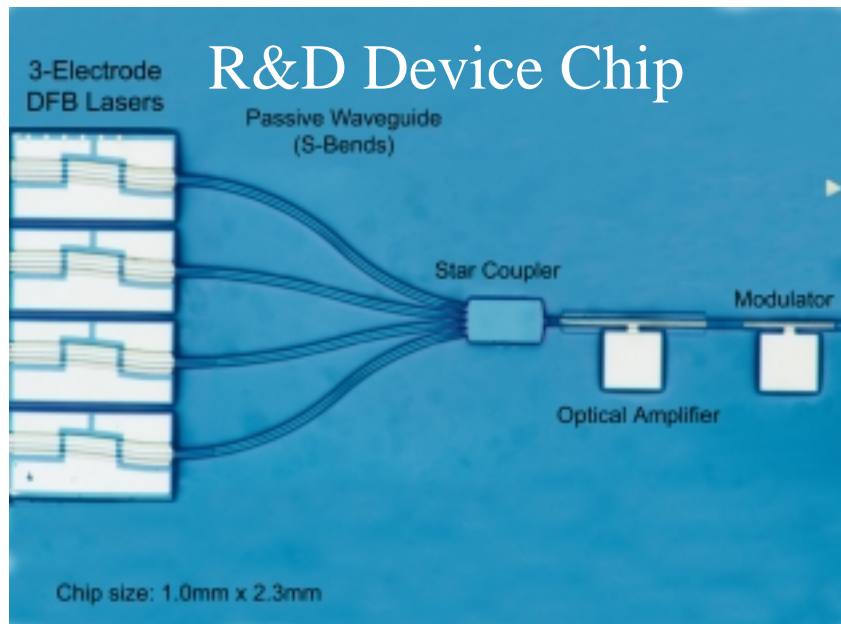 R&D Device Chip
3-Electrode
DFB Lasers
Passive Waveguide
(S-Bends)
Star Coupler
Modulator
Optical Amplifier
Chip size: 1.0mm x 2.3mm